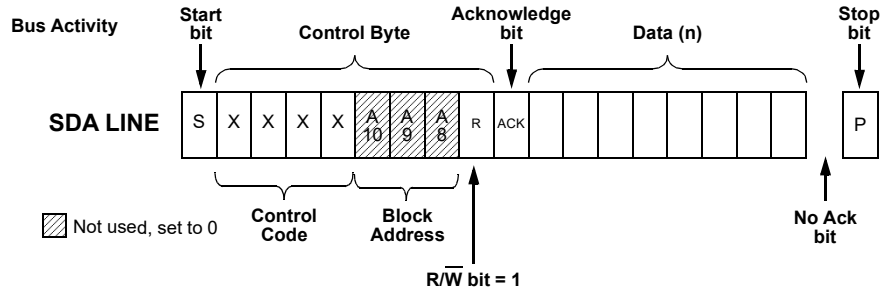 Bus Activity
Start
bit
Control Byte
Acknowledge
bit
Data (n)
Stop
bit
SDA LINE
S
X
X
X
X
A
10
A
9
A
8
R
ACK
P
Not used, set to 0
Control
Code
Block
Address
No Ack
bit
R/W̅ bit = 1